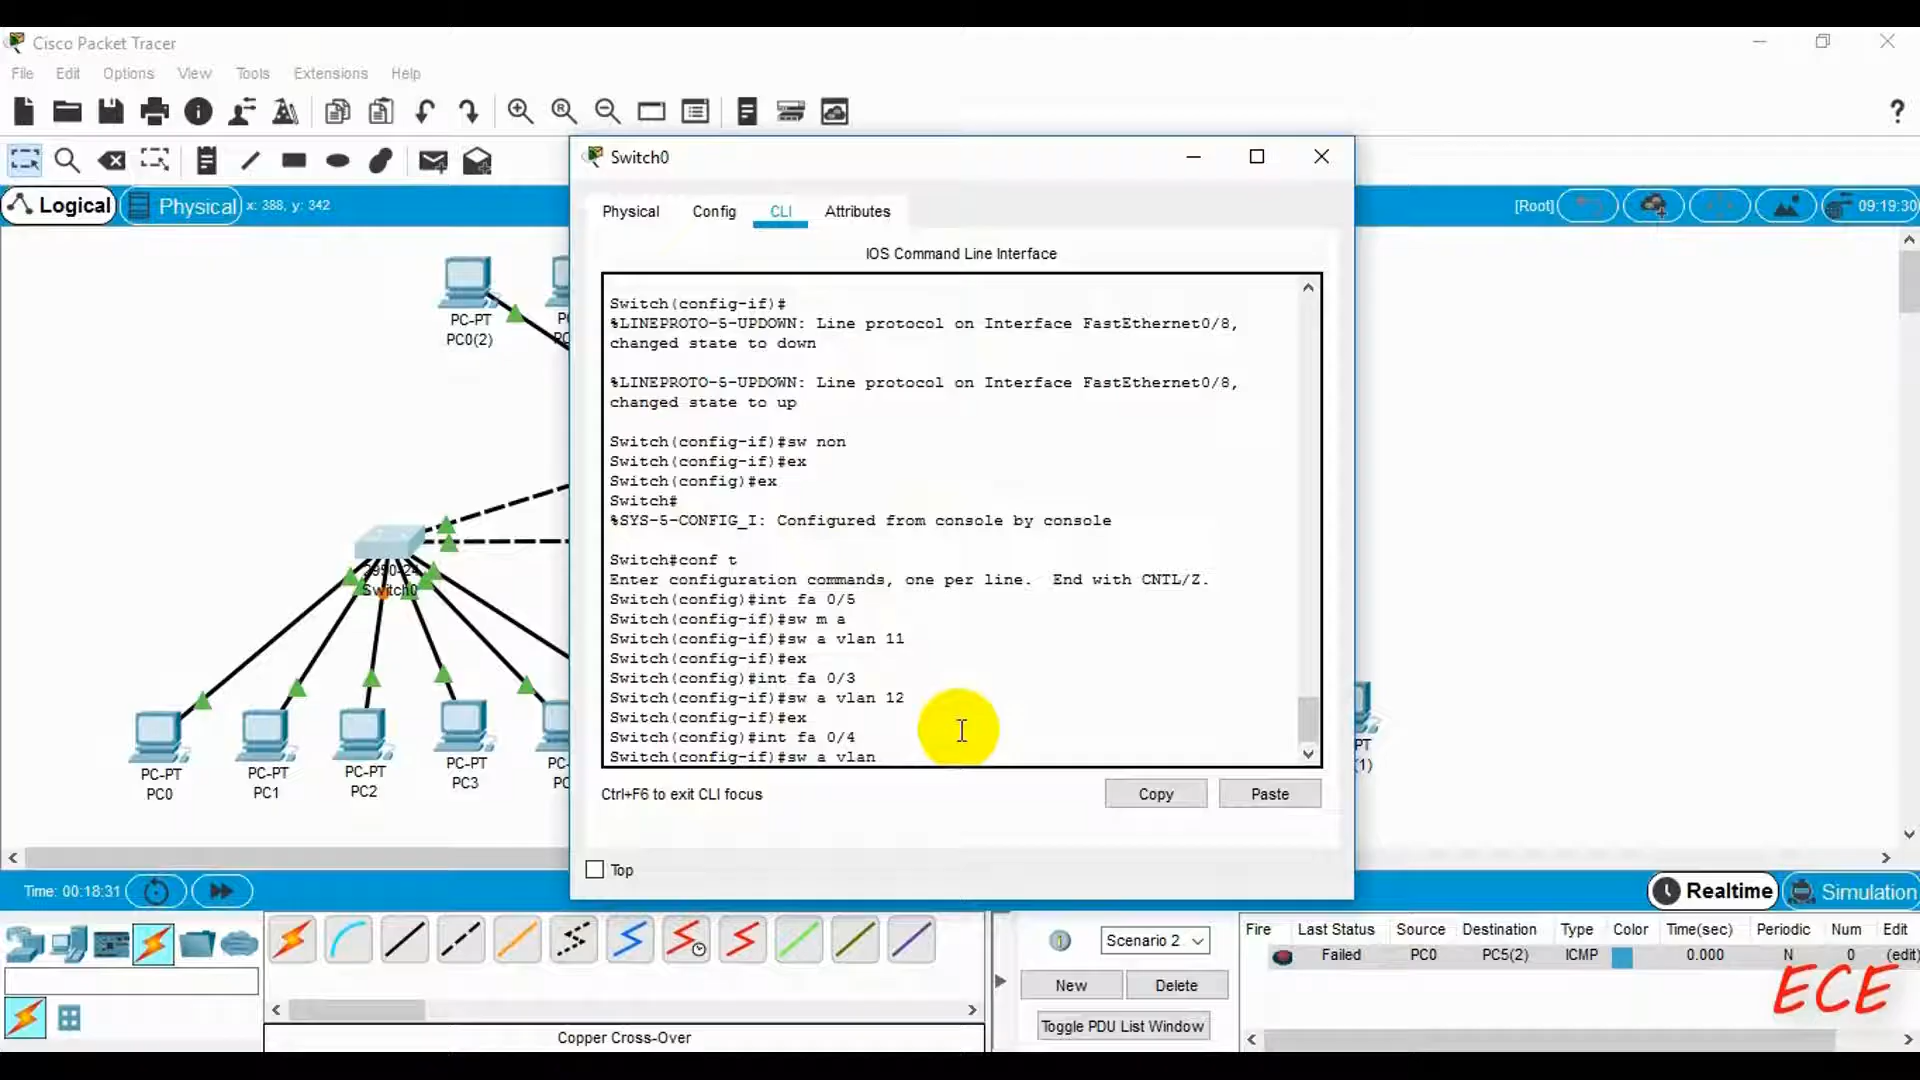 Cisco Packet Tracer
File Edit Options View Tools Extensions Help
?
Logical Physical x: 388, y: 342
[Root] 09:19:30
Switch0
Physical Config CLI Attributes
IOS Command Line Interface
Switch(config-if)#
%LINEPROTO-5-UPDOWN: Line protocol on Interface FastEthernet0/8,
changed state to down
%LINEPROTO-5-UPDOWN: Line protocol on Interface FastEthernet0/8,
changed state to up
Switch(config-if)#sw non
Switch(config-if)#ex
Switch(config)#ex
Switch#
%SYS-5-CONFIG_I: Configured from console by console
Switch#conf t
Enter configuration commands, one per line.  End with CNTL/Z.
Switch(config)#int fa 0/5
Switch(config-if)#sw m a
Switch(config-if)#sw a vlan 11
Switch(config-if)#ex
Switch(config)#int fa 0/3
Switch(config-if)#sw a vlan 12
Switch(config-if)#ex
Switch(config)#int fa 0/4
Switch(config-if)#sw a vlan
Ctrl+F6 to exit CLI focus
Copy Paste
Top
PC-PT
PC0(2)
2950-24
Switch0
PC-PT
PC0
PC-PT
PC1
PC-PT
PC2
PC-PT
PC3
PT
(1)
Time: 00:18:31
Realtime Simulation
Scenario 2
New Delete
Toggle PDU List Window
Fire Last Status Source Destination Type Color Time(sec) Periodic Num Edit
Failed PC0 PC5(2) ICMP 0.000 N 0 (edit)
Copper Cross-Over
ECE